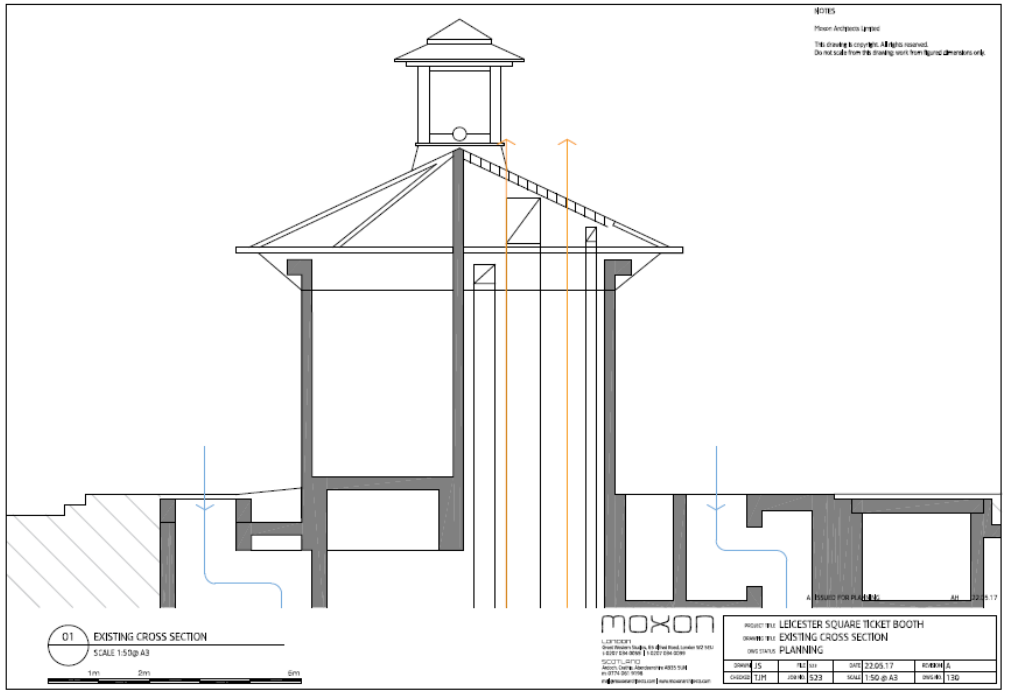 NOTES
Moxon Architects Limited
This drawing is copyright. All rights reserved.
Do not scale from this drawing; work from figured dimensions only.
A ISSUED FOR PLANNING AH 22.05.17
01 EXISTING CROSS SECTION
SCALE 1:50@ A3
1m 2m 5m
MOXON
LONDON
SCOTLAND
PROJECT TITLE LEICESTER SQUARE TICKET BOOTH
DRAWING TITLE EXISTING CROSS SECTION
DWG STATUS PLANNING
DRAWN JS FILE DATE 22.05.17 REVISION A
CHECKED TJM JOB NO. 523 SCALE 1:50 @ A3 DWG NO. 130